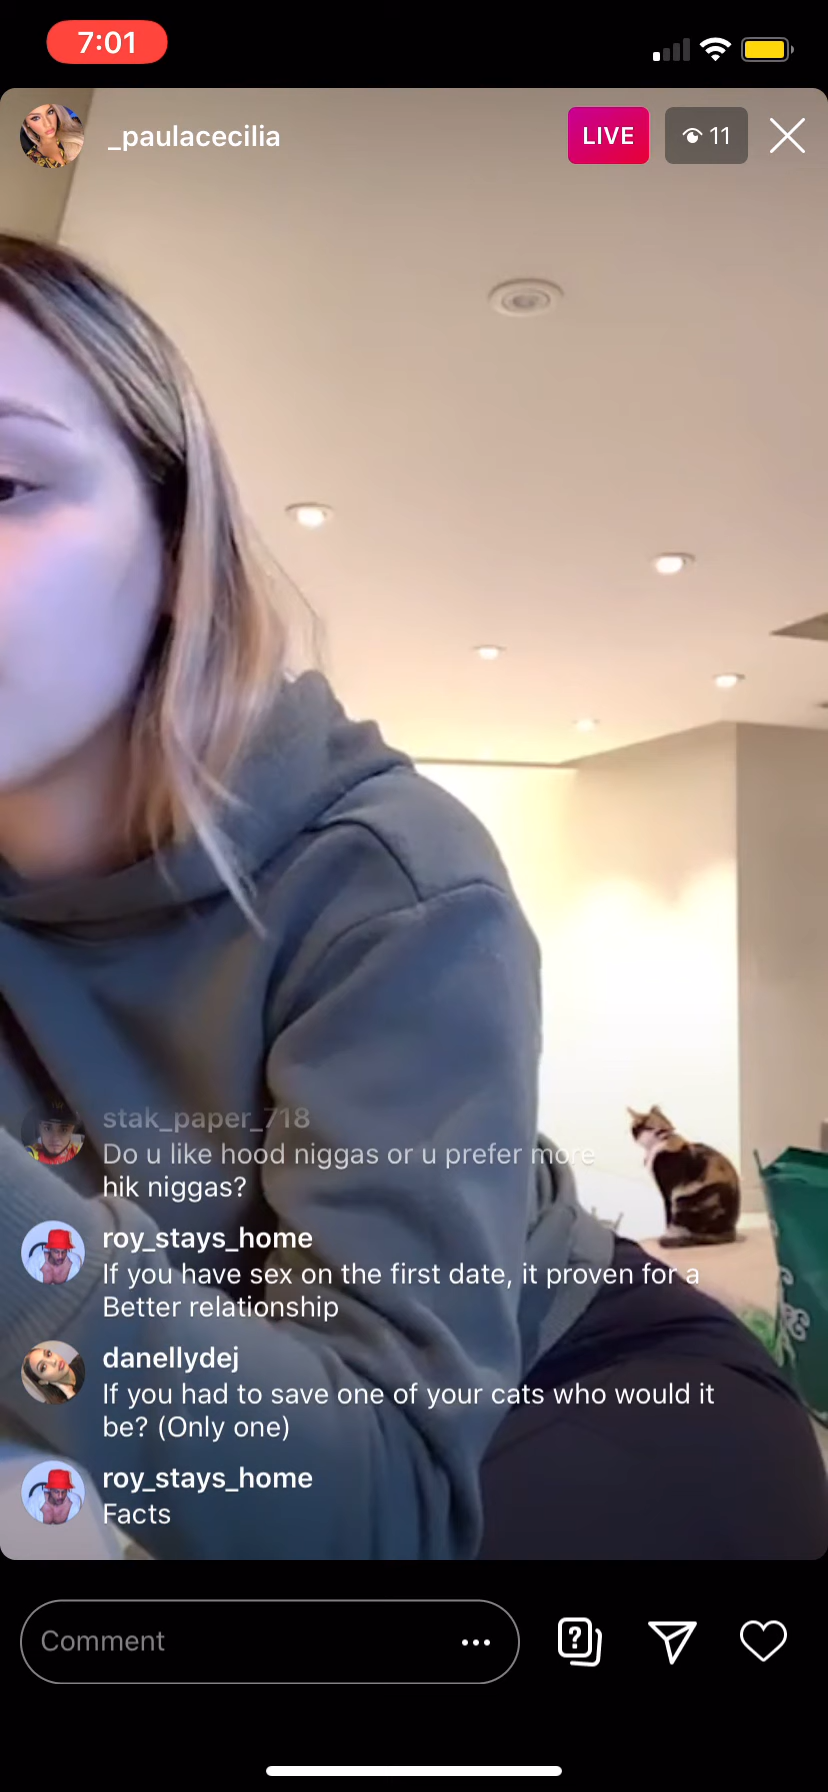 7:01
_paulacecilia
LIVE
11
stak_paper_718
Do u like hood niggas or u prefer more
hik niggas?
roy_stays_home
If you have sex on the first date, it proven for a
Better relationship
danellydej
If you had to save one of your cats who would it
be? (Only one)
roy_stays_home
Facts
Comment